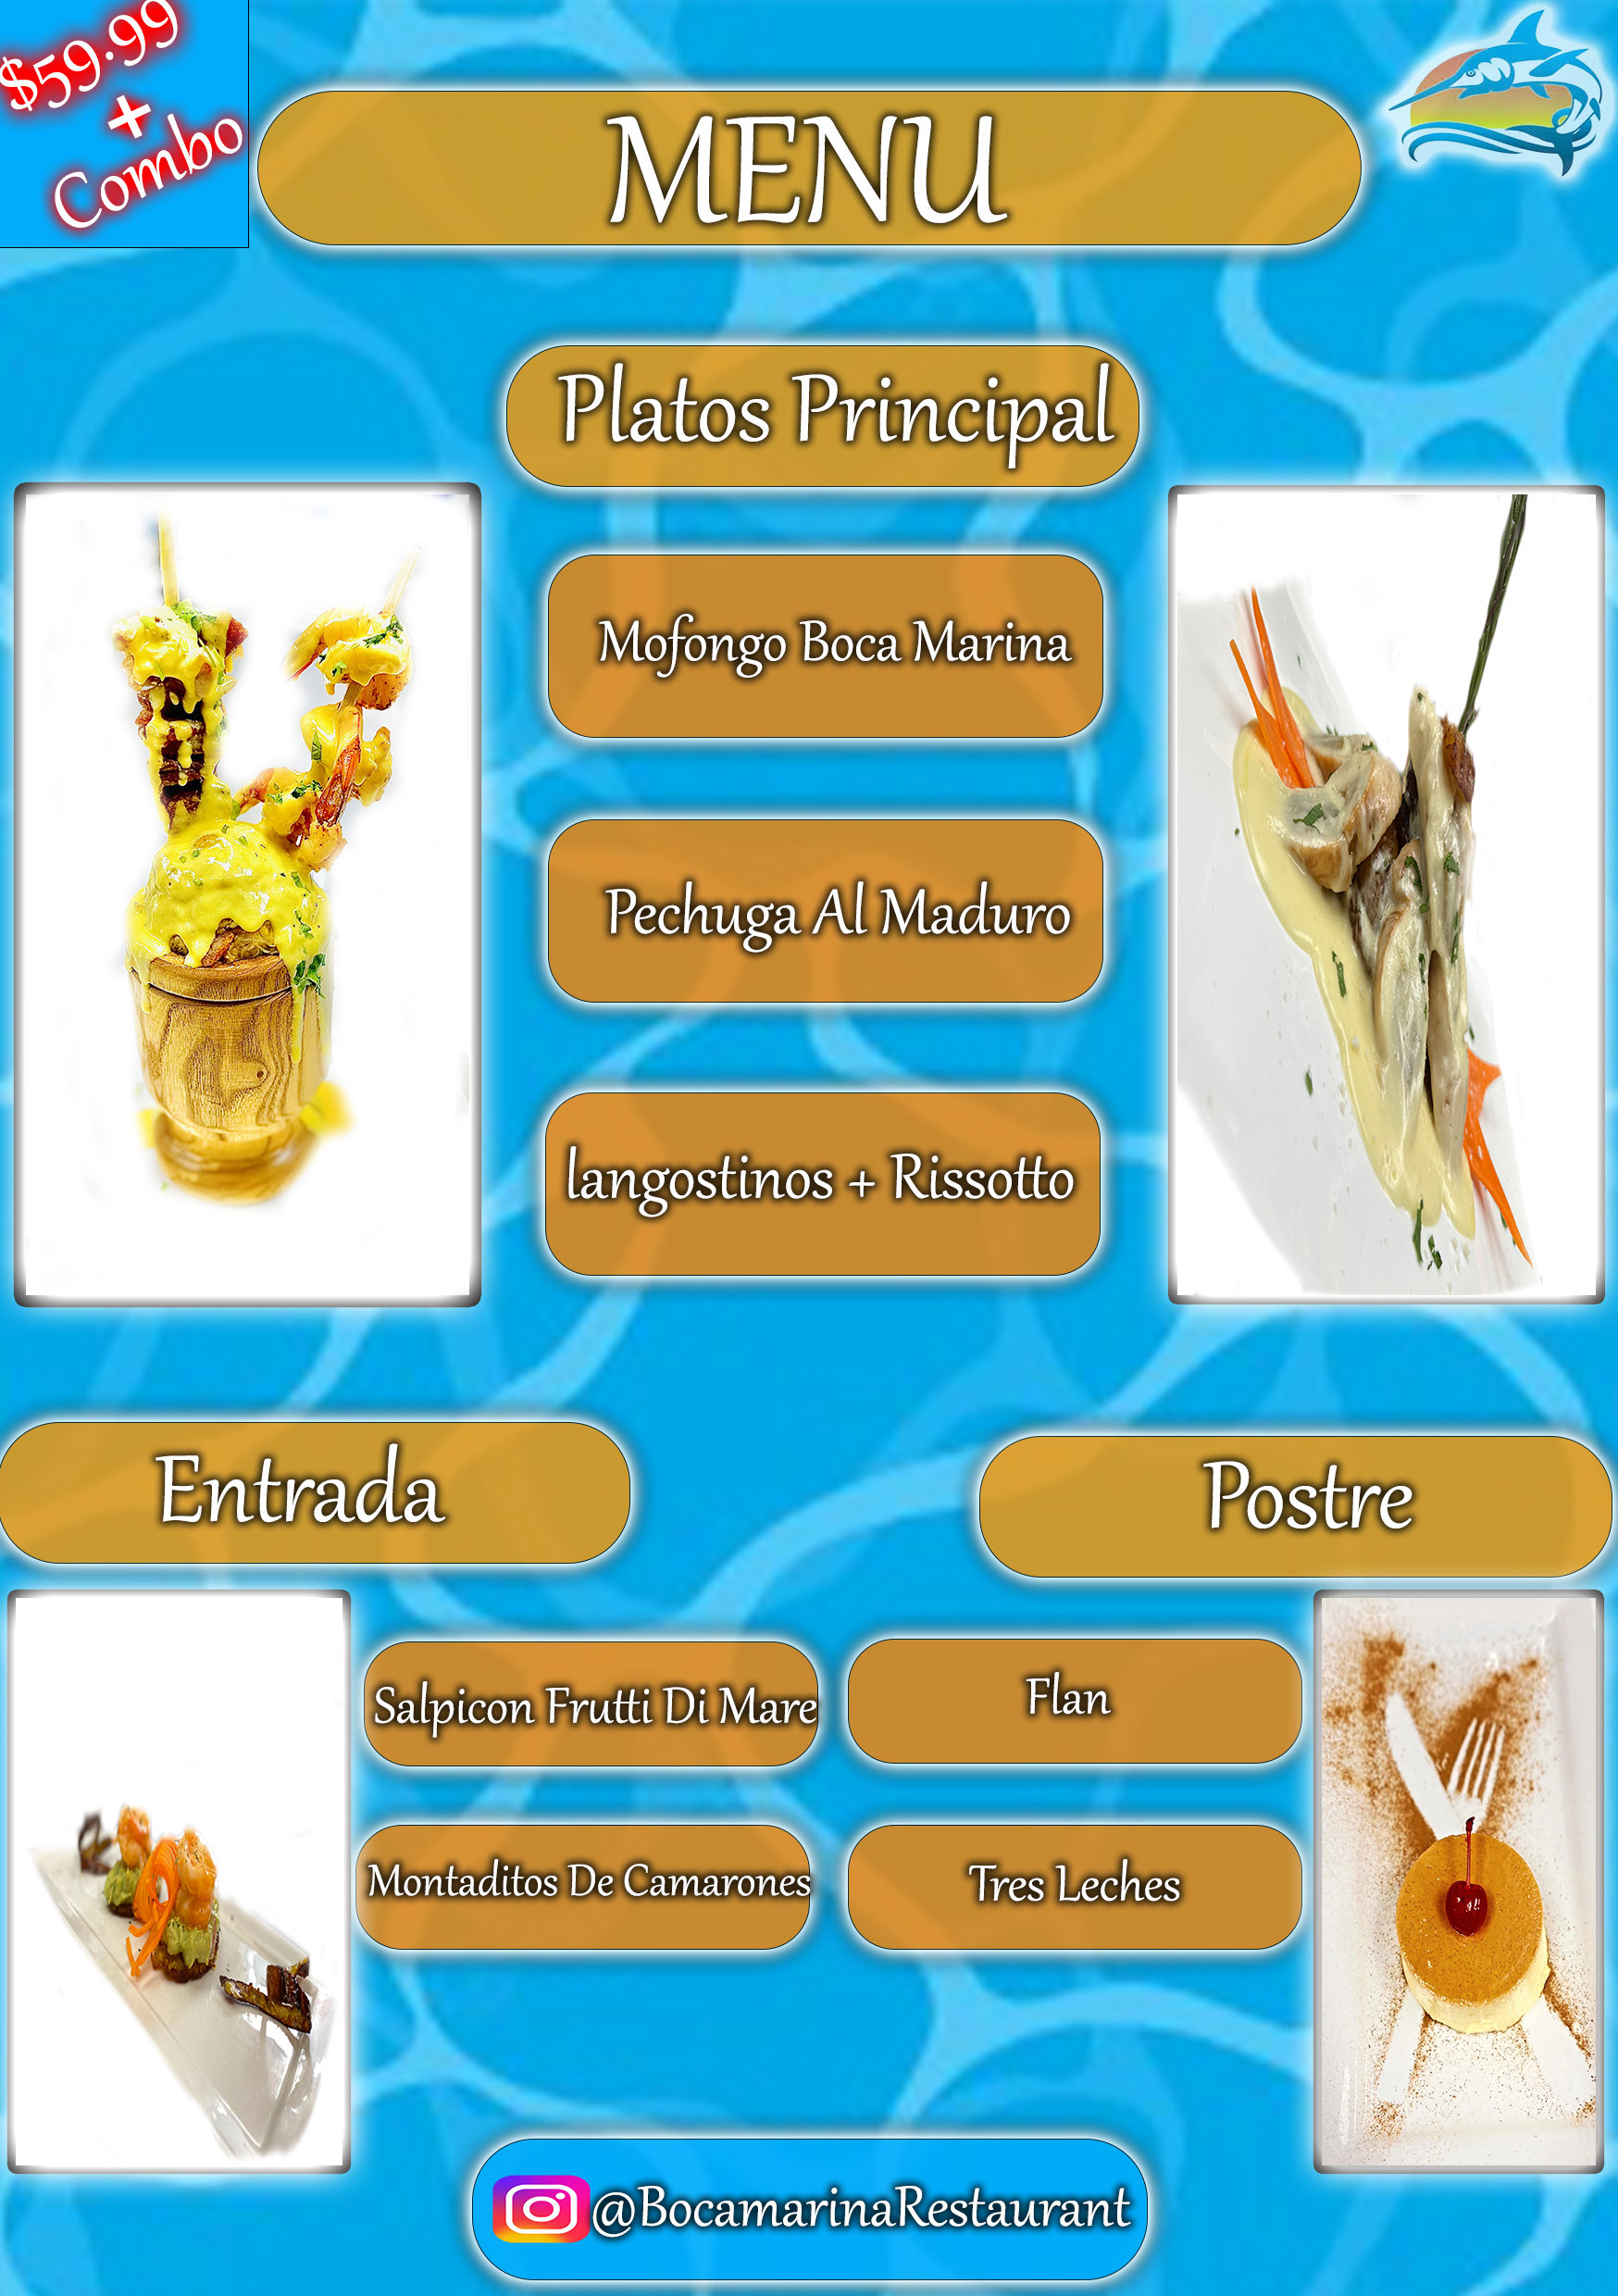 $59.99
+
Combo
MENU
Platos Principal
Mofongo Boca Marina
Pechuga Al Maduro
langostinos + Rissotto
Entrada
Salpicon Frutti Di Mare
Montaditos De Camarones
Postre
Flan
Tres Leches
@BocamarinaRestaurant